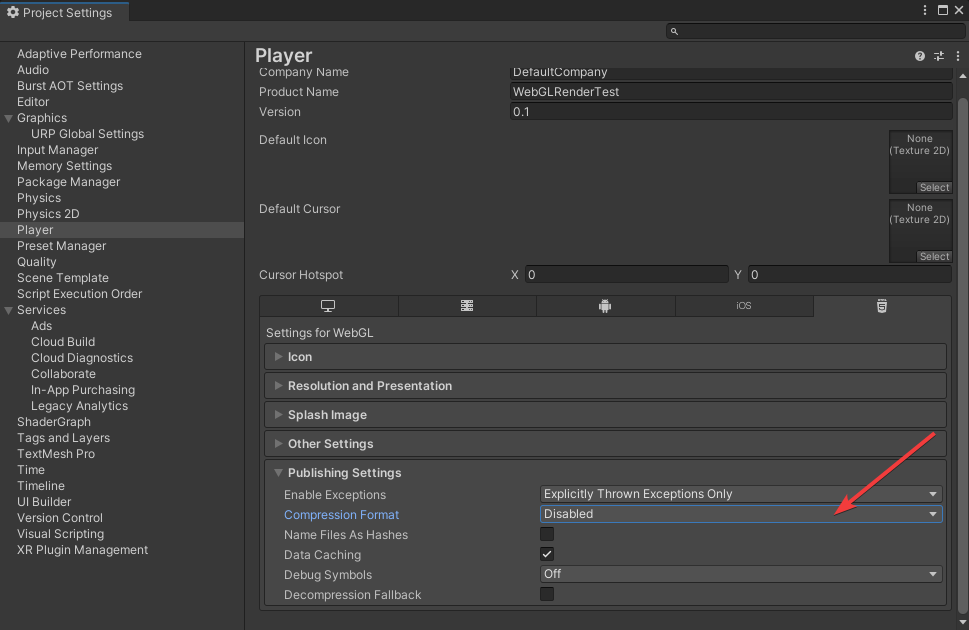 Project Settings
Adaptive Performance
Audio
Burst AOT Settings
Editor
Graphics
URP Global Settings
Input Manager
Memory Settings
Package Manager
Physics
Physics 2D
Player
Preset Manager
Quality
Scene Template
Script Execution Order
Services
Ads
Cloud Build
Cloud Diagnostics
Collaborate
In-App Purchasing
Legacy Analytics
ShaderGraph
Tags and Layers
TextMesh Pro
Time
Timeline
UI Builder
Version Control
Visual Scripting
XR Plugin Management
Player
Company Name DefaultCompany
Product Name WebGLRenderTest
Version 0.1
Default Icon None
(Texture 2D)
Select
Default Cursor None
(Texture 2D)
Select
Cursor Hotspot X 0 Y 0
iOS
Settings for WebGL
Icon
Resolution and Presentation
Splash Image
Other Settings
Publishing Settings
Enable Exceptions Explicitly Thrown Exceptions Only
Compression Format Disabled
Name Files As Hashes
Data Caching
Debug Symbols Off
Decompression Fallback